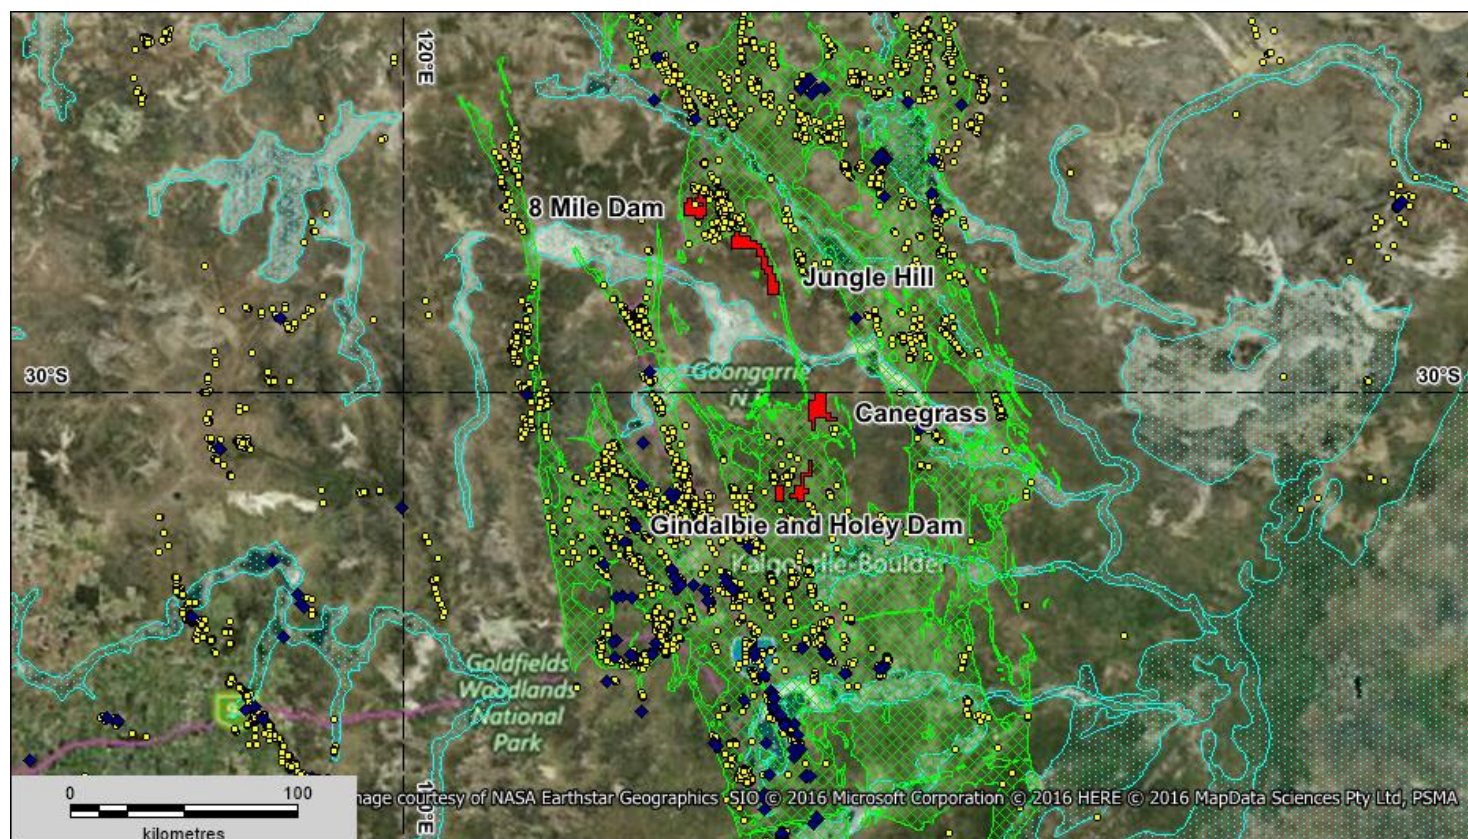 120°E
8 Mile Dam
Jungle Hill
30°S
30°S
Goongarrie
N.P.
Canegrass
Gindalbie and Holey Dam
Kalgoorlie-Boulder
Goldfields
Woodlands
National
Park
0 100
kilometres
120°E
mage courtesy of NASA Earthstar Geographics SIO © 2016 Microsoft Corporation © 2016 HERE © 2016 MapData Sciences Pty Ltd, PSMA